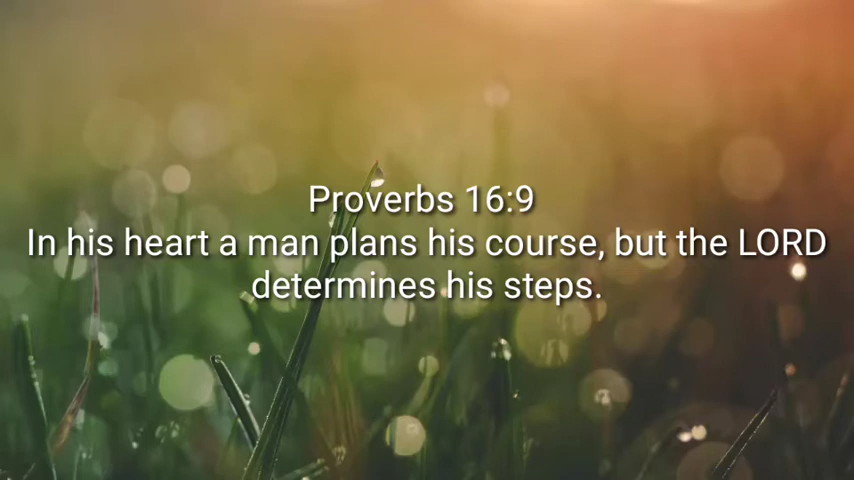 Proverbs 16:9
In his heart a man plans his course, but the LORD
determines his steps.